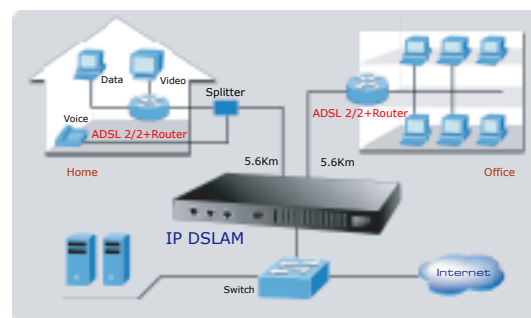 Data
Video
Splitter
Voice
ADSL 2/2+Router
ADSL 2/2+Router
5.6Km
5.6Km
Home
Office
IP DSLAM
Switch
Internet